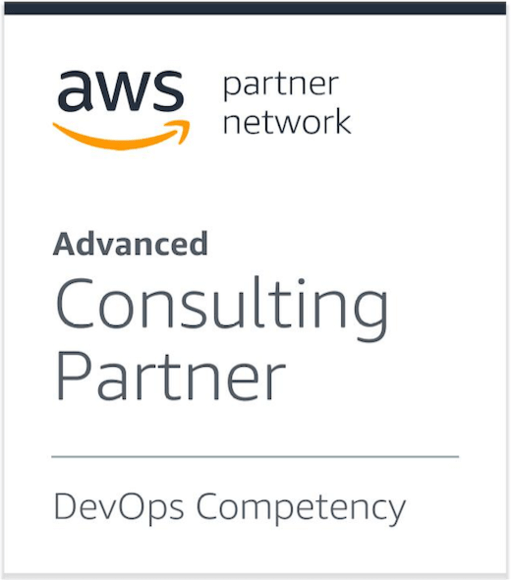 aws
partner
network
Advanced
Consulting
Partner
DevOps Competency